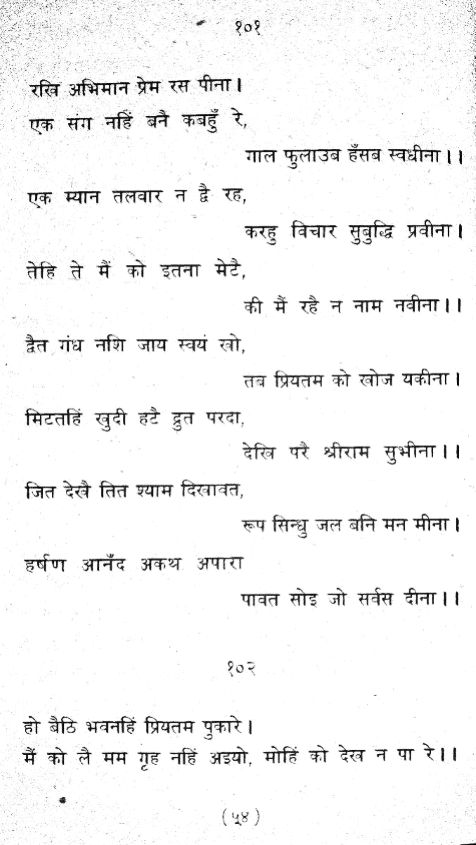 १०१
रखि अभिमान प्रेम रस पीना।
एक संग नहिं बनै कबहुँ रे,
गाल फुलाउब हँसब स्वधीना।।
एक म्यान तलवार न द्वै रह,
करहु विचार सुबुद्धि प्रवीना।
तेहि ते मैं को इतना मेटै,
की मैं रहै न नाम नवीना।।
द्वैत गंध नशि जाय स्वयं खो,
तब प्रियतम को खोज यकीना।
मिटतहिं खुदी हटै द्रुत परदा,
देखि परै श्रीराम सुभीना।।
जित देखै तित श्याम दिखावत,
रूप सिन्धु जल बनि मन मीना।
हर्षण आनँद अकथ अपारा
पावत सोइ जो सर्वस दीना।।
१०२
हो बैठि भवनहिं प्रियतम पुकारे।
मैं को लै मम गृह नहिं अइयो, मोहिं को देख न पा रे।।
(५४)